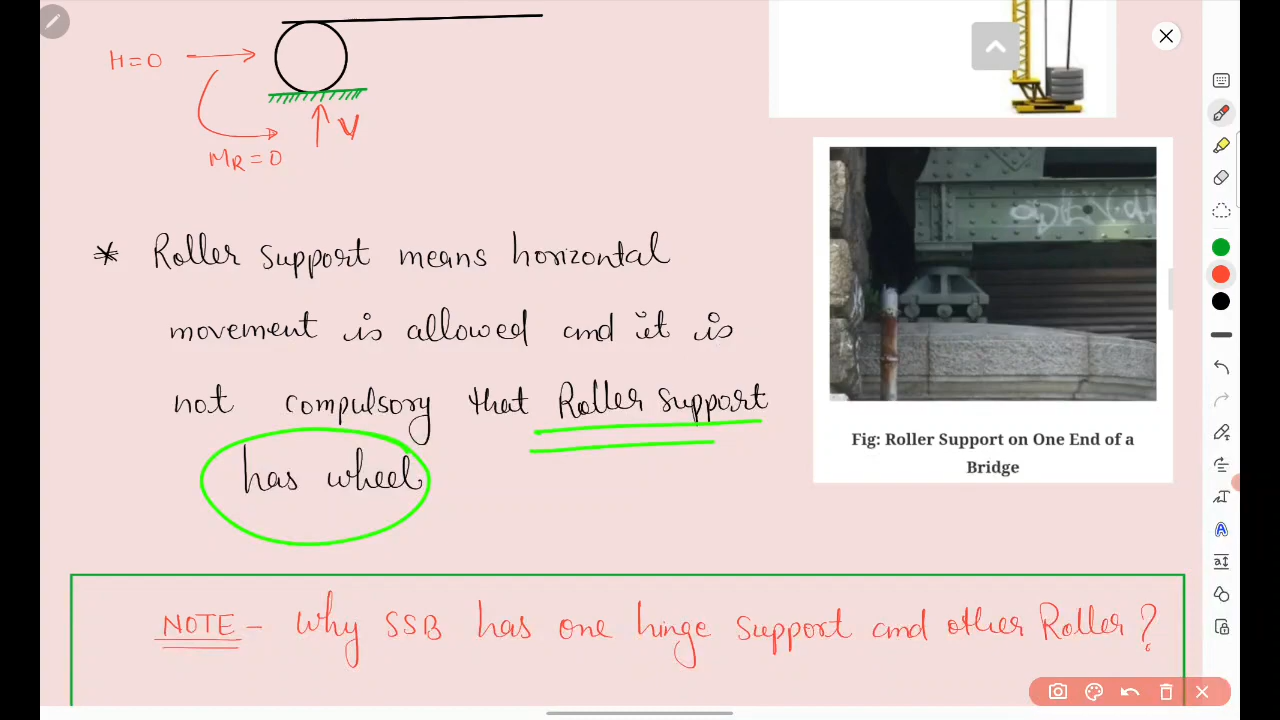 H=0
V
MR=0
* Roller Support means horizontal
movement is allowed and it is
not compulsory that Roller Support
has wheel
Fig: Roller Support on One End of a
Bridge
NOTE - Why SSB has one hinge support and other Roller?